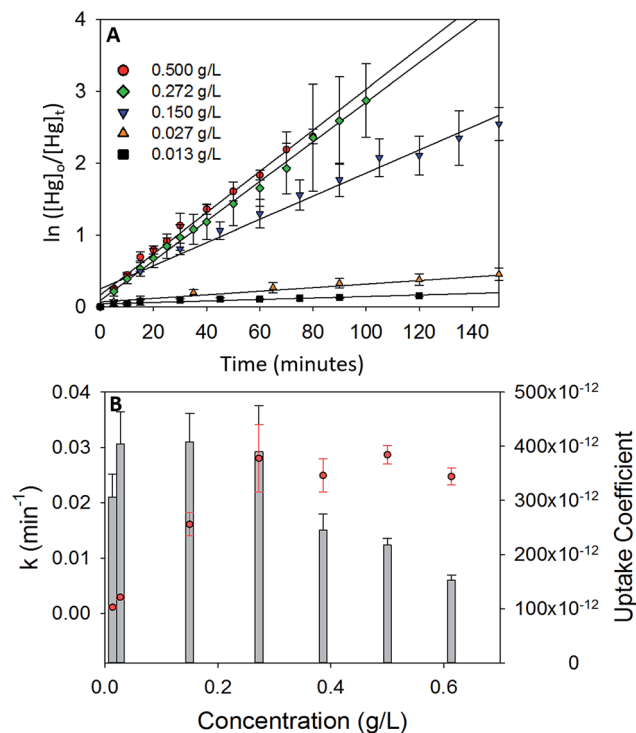 A
4
3
2
1
0
ln ([Hg]₀/[Hg]ₜ)
0.500 g/L
0.272 g/L
0.150 g/L
0.027 g/L
0.013 g/L
0 20 40 60 80 100 120 140
Time (minutes)
B
0.04
0.03
0.02
0.01
0.00
k (min⁻¹)
500x10⁻¹²
400x10⁻¹²
300x10⁻¹²
200x10⁻¹²
100x10⁻¹²
0
Uptake Coefficient
0.0 0.2 0.4 0.6
Concentration (g/L)